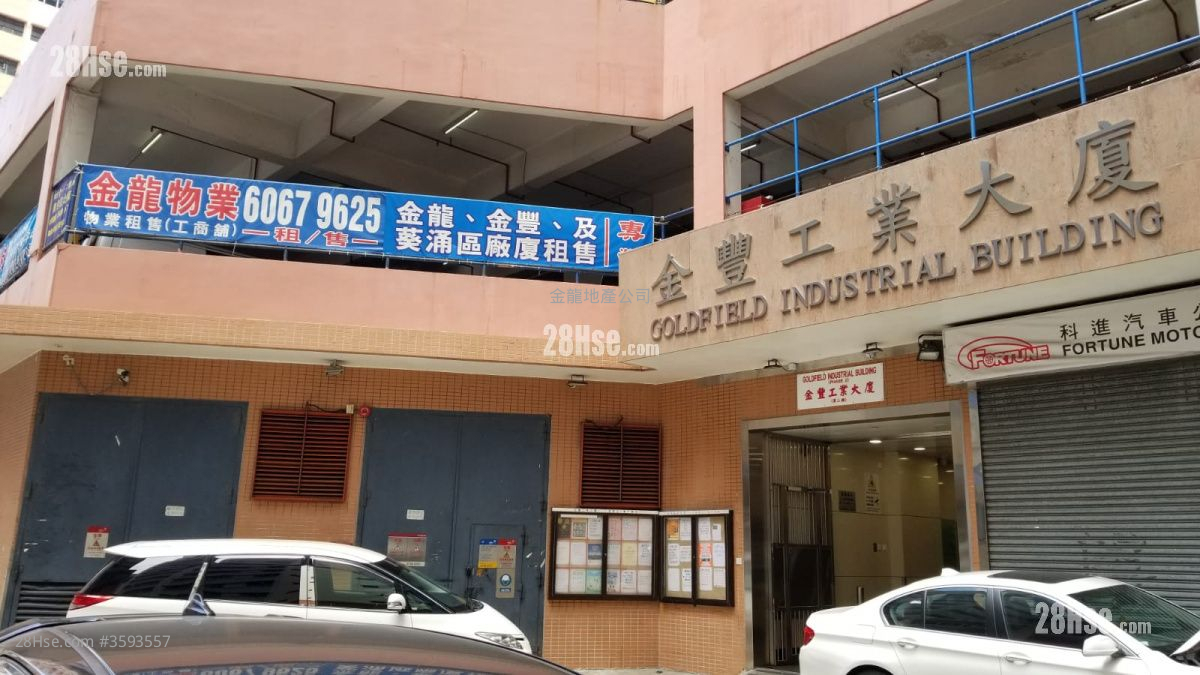 28Hse.com
金龍物業
物業租售(工商舖)
6067 9625
租/售
金龍、金豐、及
葵涌區廠廈租售
專
金豐工業大廈
GOLDFIELD INDUSTRIAL BUILDING
金龍地產公司
28Hse.com
科進汽車
FORTUNE
FORTUNE MOTO
GOLDFIELD INDUSTRIAL BUILDING
金豐工業大廈
28Hse.com
28Hse.com #3593557